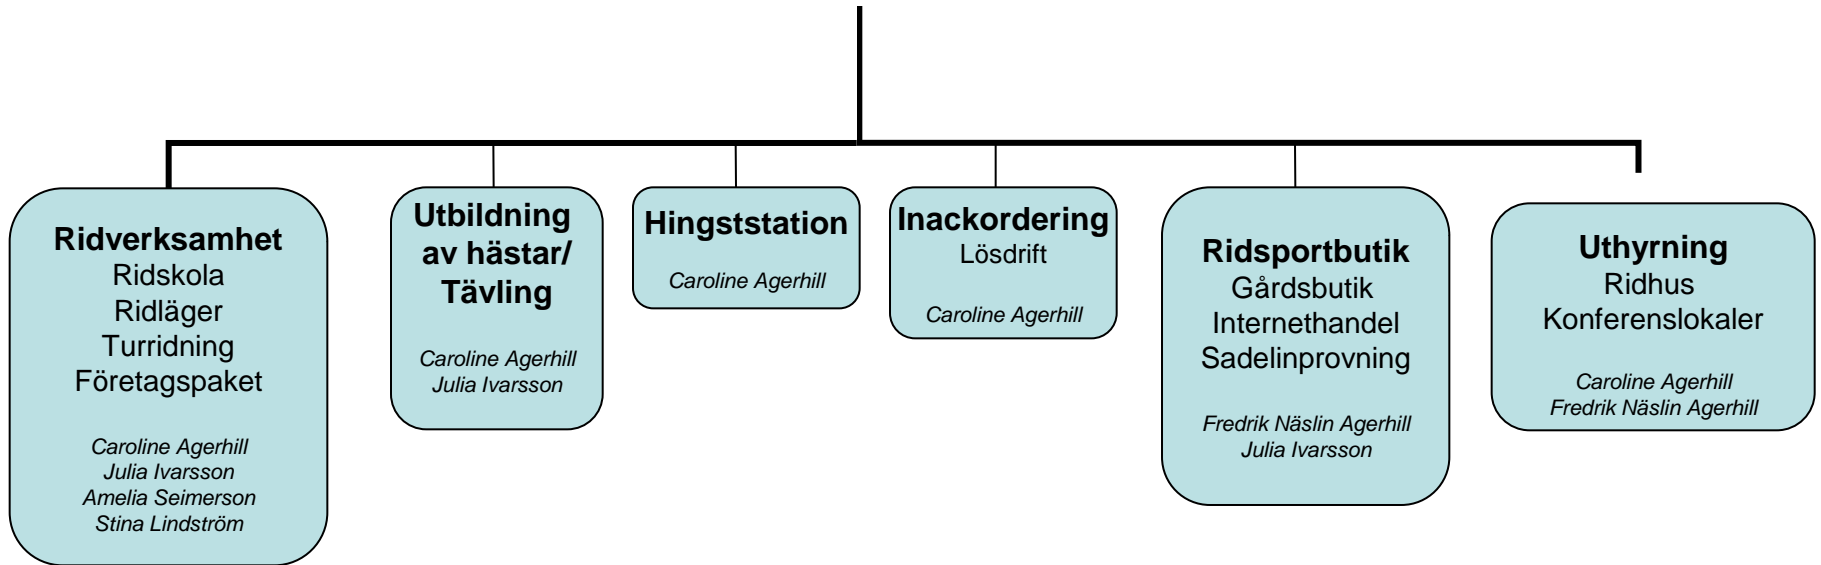 Ridverksamhet
Ridskola
Ridläger
Turridning
Företagspaket
Caroline Agerhill
Julia Ivarsson
Amelia Seimerson
Stina Lindström
Utbildning
av hästar/
Tävling
Caroline Agerhill
Julia Ivarsson
Hingststation
Caroline Agerhill
Inackordering
Lösdrift
Caroline Agerhill
Ridsportbutik
Gårdsbutik
Internethandel
Sadelinprovning
Fredrik Näslin Agerhill
Julia Ivarsson
Uthyrning
Ridhus
Konferenslokaler
Caroline Agerhill
Fredrik Näslin Agerhill